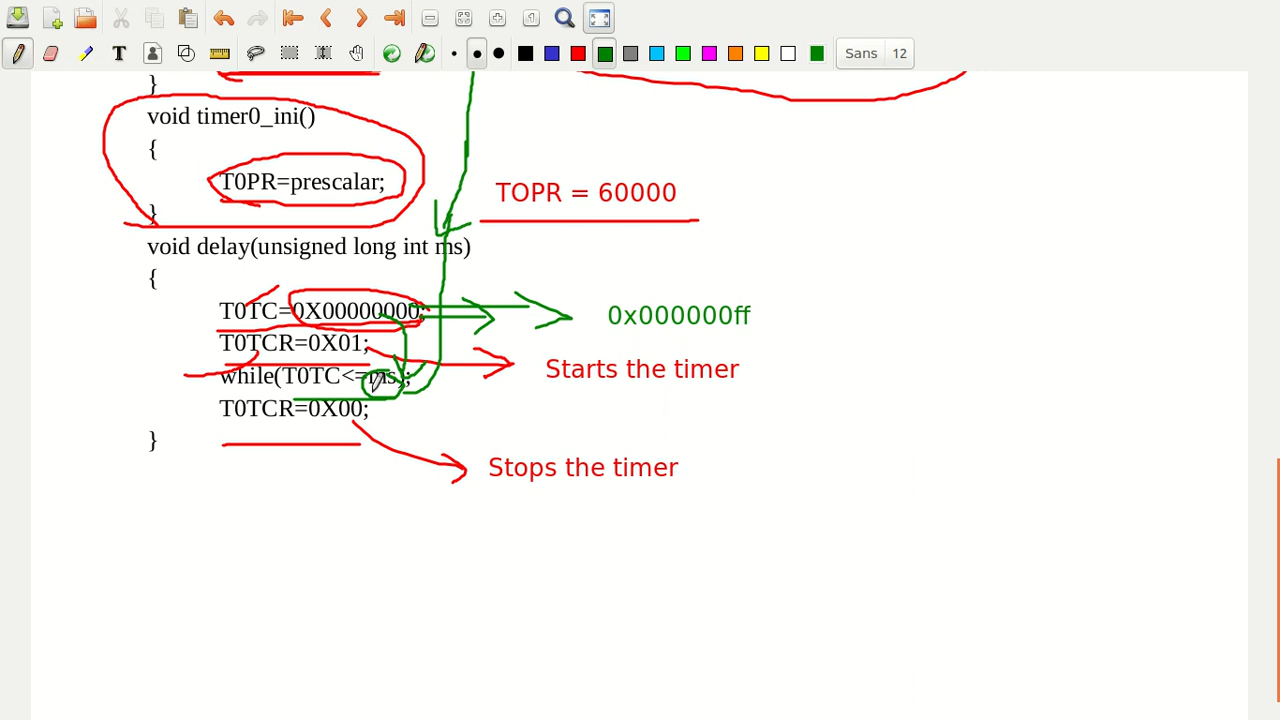 T
Sans 12
}
void timer0_ini()
{
T0PR=prescalar;
TOPR = 60000
}
void delay(unsigned long int ms)
{
T0TC=0X00000000;
0x000000ff
T0TCR=0X01;
Starts the timer
while(T0TC<=ms);
T0TCR=0X00;
}
Stops the timer